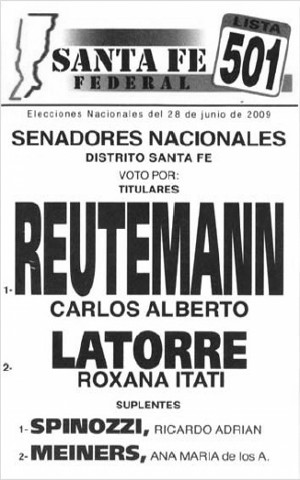 SANTA FE
FEDERAL
LISTA
501
Elecciones Nacionales del 28 de junio de 2009
SENADORES NACIONALES
DISTRITO SANTA FE
VOTO POR:
TITULARES
1- REUTEMANN
CARLOS ALBERTO
2- LATORRE
ROXANA ITATI
SUPLENTES
1- SPINOZZI, RICARDO ADRIAN
2- MEINERS, ANA MARIA de los A.